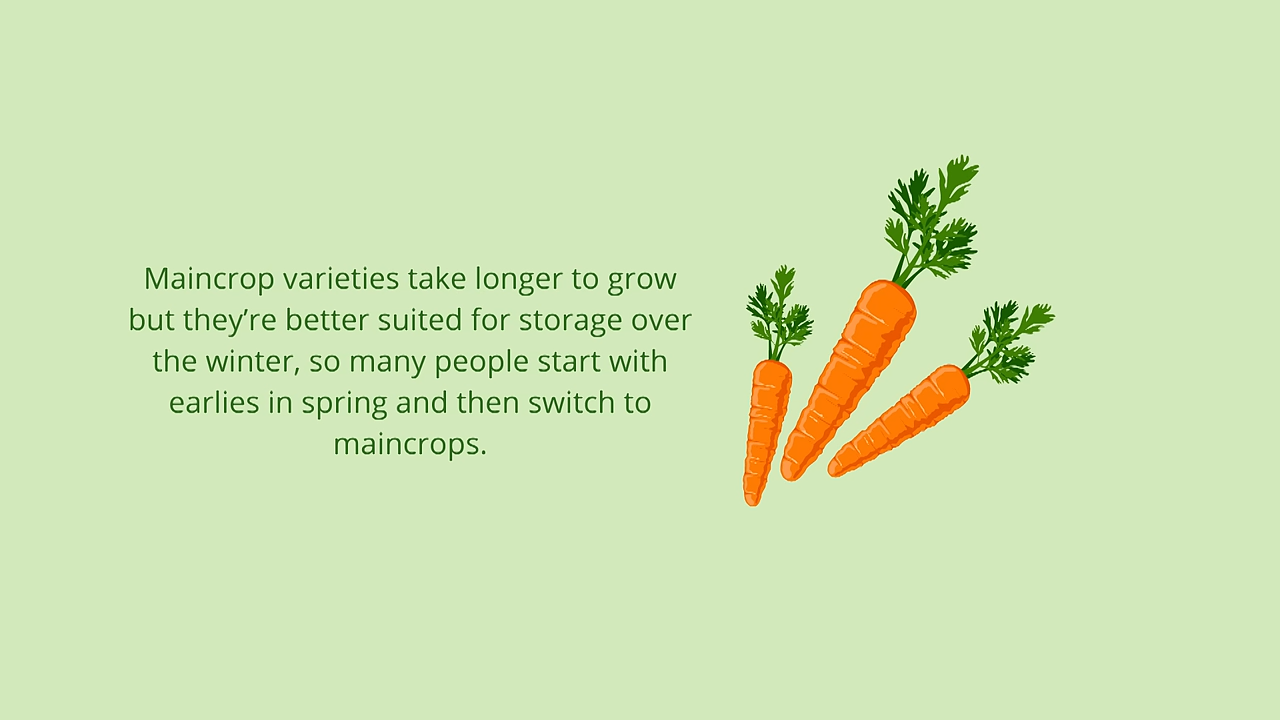 Maincrop varieties take longer to grow
but they’re better suited for storage over
the winter, so many people start with
earlies in spring and then switch to
maincrops.